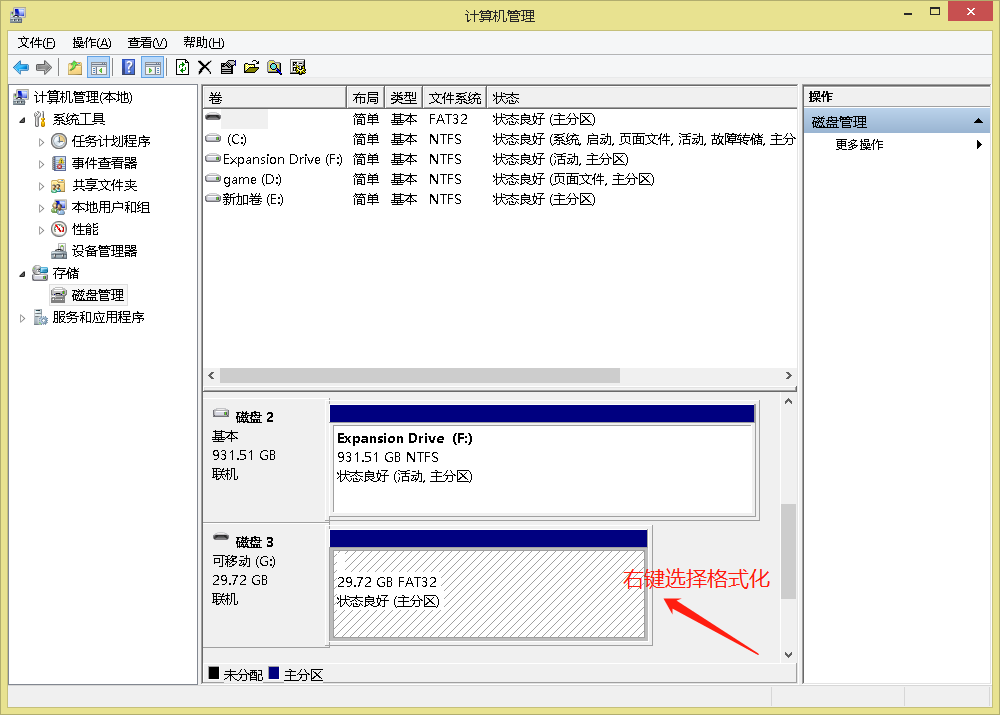 计算机管理
文件(F) 操作(A) 查看(V) 帮助(H)
计算机管理(本地)
系统工具
任务计划程序
事件查看器
共享文件夹
本地用户和组
性能
设备管理器
存储
磁盘管理
服务和应用程序
卷 布局 类型 文件系统 状态
简单 基本 FAT32 状态良好 (主分区)
(C:) 简单 基本 NTFS 状态良好 (系统, 启动, 页面文件, 活动, 故障转储, 主分
Expansion Drive (F:) 简单 基本 NTFS 状态良好 (活动, 主分区)
game (D:) 简单 基本 NTFS 状态良好 (页面文件, 主分区)
新加卷 (E:) 简单 基本 NTFS 状态良好 (主分区)
磁盘 2
基本
931.51 GB
联机
Expansion Drive (F:)
931.51 GB NTFS
状态良好 (活动, 主分区)
磁盘 3
可移动 (G:)
29.72 GB
联机
29.72 GB FAT32
状态良好 (主分区)
右键选择格式化
未分配 主分区
操作
磁盘管理
更多操作